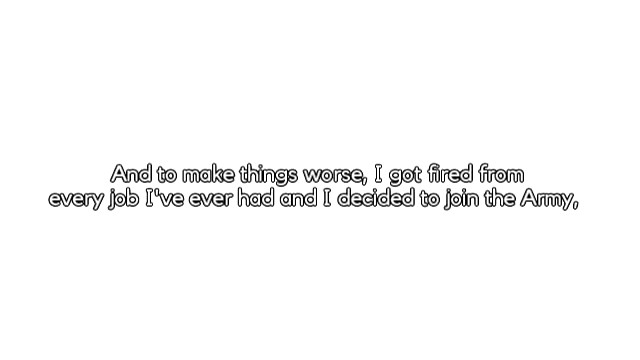 And to make things worse, I got fired from
every job I've ever had and I decided to join the Army,